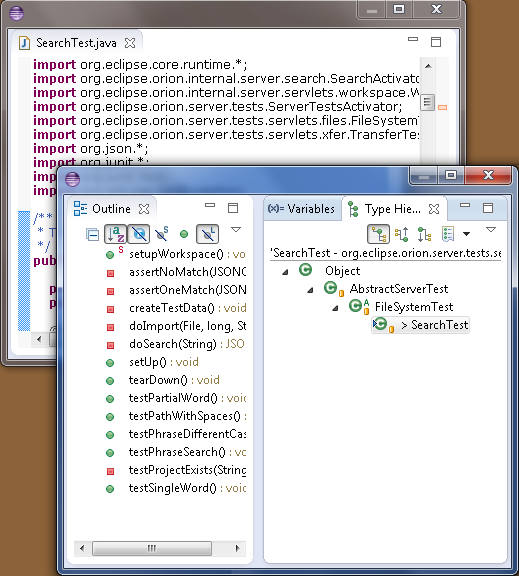 SearchTest.java
import org.eclipse.core.runtime.*;
import org.eclipse.orion.internal.server.search.SearchActivato
import org.eclipse.orion.internal.server.servlets.workspace.W
import org.eclipse.orion.server.tests.ServerTestsActivator;
import org.eclipse.orion.server.tests.servlets.files.FileSystem
import org.eclipse.orion.server.tests.servlets.xfer.TransferTes
import org.json.*;
import org.junit.*;
impo
impo
/**
* T
*/
pub
p
p
Outline
setupWorkspace() : vo
assertNoMatch(JSONO
assertOneMatch(JSON
createTestData() : voi
doImport(File, long, St
doSearch(String) : JSO
setUp() : void
tearDown() : void
testPartialWord() : voi
testPathWithSpaces() :
testPhraseDifferentCas
testPhraseSearch() : vo
testProjectExists(String
testSingleWord() : voic
(x)= Variables
Type Hie...
'SearchTest - org.eclipse.orion.server.tests.se
Object
AbstractServerTest
FileSystemTest
> SearchTest